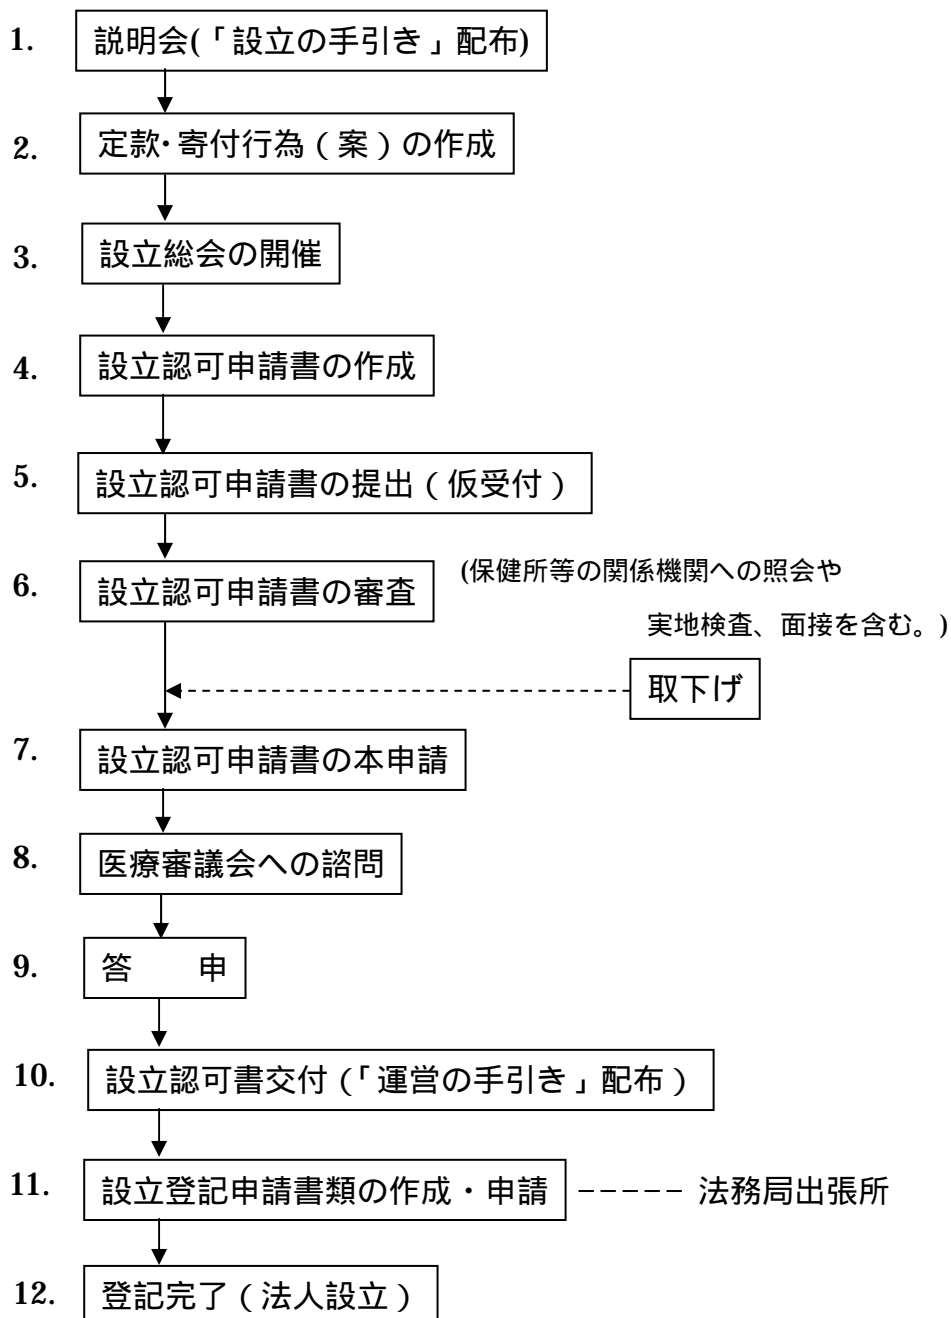 1. 説明会(「設立の手引き」配布)
2. 定款・寄付行為（案）の作成
3. 設立総会の開催
4. 設立認可申請書の作成
5. 設立認可申請書の提出（仮受付）
6. 設立認可申請書の審査 (保健所等の関係機関への照会や
実地検査、面接を含む。)
取下げ
7. 設立認可申請書の本申請
8. 医療審議会への諮問
9. 答　　申
10. 設立認可書交付（「運営の手引き」配布）
11. 設立登記申請書類の作成・申請 ----- 法務局出張所
12. 登記完了（法人設立）